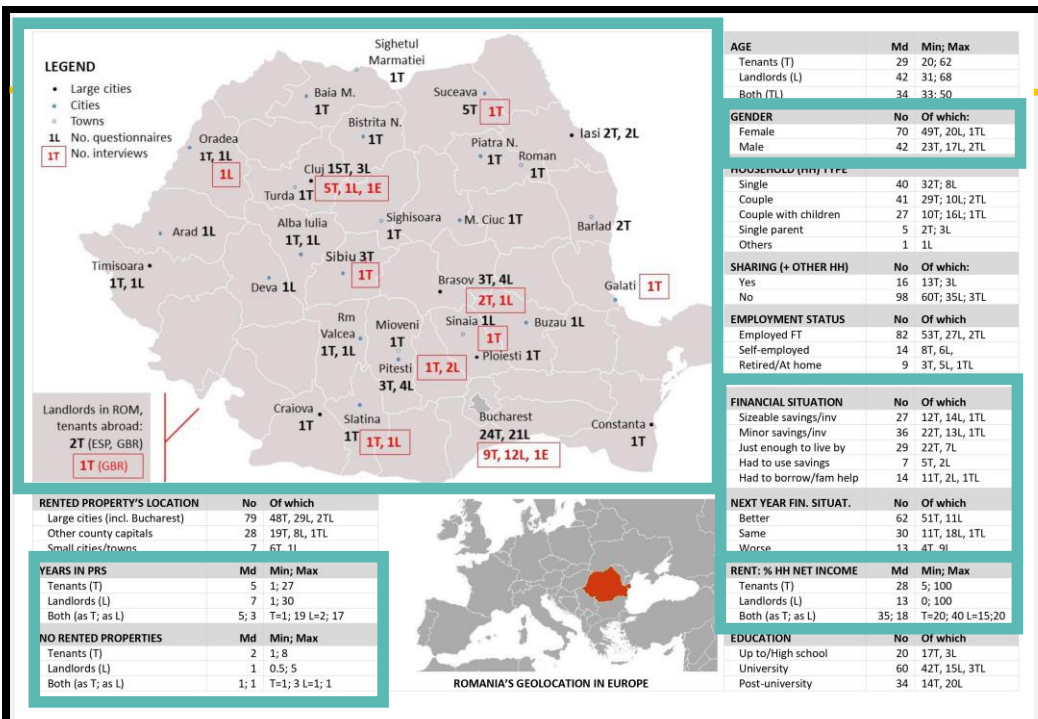 LEGEND
Large cities
Cities
Towns
1L No. questionnaires
1T No. interviews
Sighetul
Marmatiei
1T
Baia M.
1T
Suceava
5T 1T
Bistrita N.
1T
Iasi 2T, 2L
Oradea
1T, 1L
1L
Piatra N.
1T
Roman
1T
Cluj 15T, 3L
5T, 1L, 1E
Turda 1T
Alba Iulia
1T, 1L
Sighisoara
1T
M. Ciuc 1T
Barlad 2T
Arad 1L
Timisoara
1T, 1L
Sibiu 3T
1T
Deva 1L
Brasov 3T, 4L
2T, 1L
Galati 1T
Rm
Valcea
1T, 1L
Mioveni
1T
Sinaia 1L
1T
Buzau 1L
Ploiesti 1T
Pitesti
3T, 4L
1T, 2L
Landlords in ROM,
tenants abroad:
2T (ESP, GBR)
1T (GBR)
Craiova
1T
Slatina
1T 1T, 1L
Bucharest
24T, 21L
9T, 12L, 1E
Constanta
1T
AGE Md Min; Max
Tenants (T) 29 20; 62
Landlords (L) 42 31; 68
Both (TL) 34 33; 50
GENDER No Of which:
Female 70 49T, 20L, 1TL
Male 42 23T, 17L, 2TL
HOUSEHOLD (HH) TYPE
Single 40 32T; 8L
Couple 41 29T; 10L; 2TL
Couple with children 27 10T; 16L; 1TL
Single parent 5 2T; 3L
Others 1 1L
SHARING (+ OTHER HH) No Of which:
Yes 16 13T; 3L
No 98 60T; 35L; 3TL
EMPLOYMENT STATUS No Of which
Employed FT 82 53T, 27L, 2TL
Self-employed 14 8T, 6L,
Retired/At home 9 3T, 5L, 1TL
FINANCIAL SITUATION No Of which
Sizeable savings/inv 27 12T, 14L, 1TL
Minor savings/inv 36 22T, 13L, 1TL
Just enough to live by 29 22T, 7L
Had to use savings 7 5T, 2L
Had to borrow/fam help 14 11T, 2L, 1TL
NEXT YEAR FIN. SITUAT. No Of which
Better 62 51T, 11L
Same 30 11T, 18L, 1TL
Worse 13 4T, 9L
RENT: % HH NET INCOME Md Min; Max
Tenants (T) 28 5; 100
Landlords (L) 13 0; 100
Both (as T; as L) 35; 18 T=20; 40 L=15;20
EDUCATION No Of which
Up to/High school 20 17T, 3L
University 60 42T, 15L, 3TL
Post-university 34 14T, 20L
RENTED PROPERTY'S LOCATION No Of which
Large cities (incl. Bucharest) 79 48T, 29L, 2TL
Other county capitals 28 19T, 8L, 1TL
Small cities/towns 7 6T, 1L
YEARS IN PRS Md Min; Max
Tenants (T) 5 1; 27
Landlords (L) 7 1; 30
Both (as T; as L) 5; 3 T=1; 19 L=2; 17
NO RENTED PROPERTIES Md Min; Max
Tenants (T) 2 1; 8
Landlords (L) 1 0.5; 5
Both (as T; as L) 1; 1 T=1; 3 L=1; 1
ROMANIA'S GEOLOCATION IN EUROPE